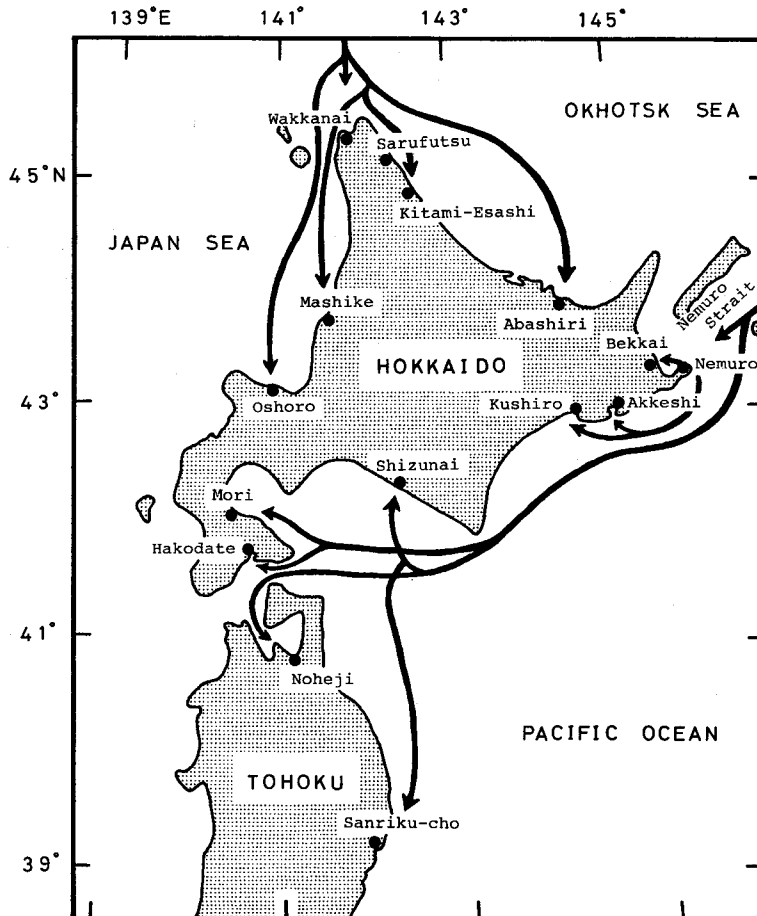 139°E 141° 143° 145°
OKHOTSK SEA
Wakkanai
Sarufutsu
45°N
Kitami-Esashi
JAPAN SEA
Nemuro
Strait
Mashike
Abashiri
Bekkai
HOKKAIDO
Nemuro
43°
Oshoro
Kushiro
Akkeshi
Shizunai
Mori
Hakodate
41°
Noheji
PACIFIC OCEAN
TOHOKU
Sanriku-cho
39°